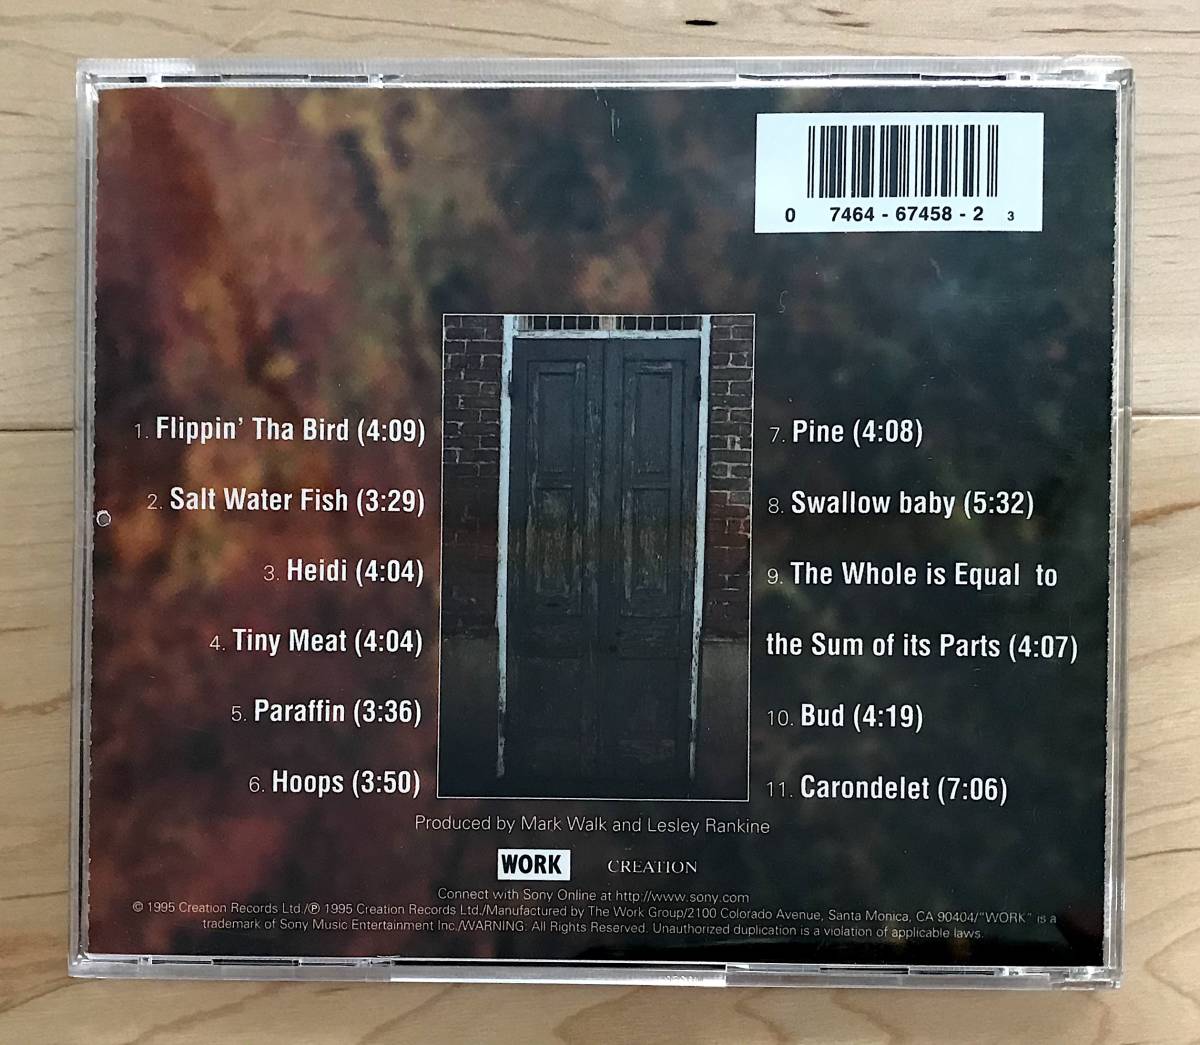 0 7464 - 67458 - 2 3
1. Flippin' Tha Bird (4:09)
2. Salt Water Fish (3:29)
3. Heidi (4:04)
4. Tiny Meat (4:04)
5. Paraffin (3:36)
6. Hoops (3:50)
7. Pine (4:08)
8. Swallow baby (5:32)
9. The Whole is Equal to
the Sum of its Parts (4:07)
10. Bud (4:19)
11. Carondelet (7:06)
Produced by Mark Walk and Lesley Rankine
WORK CREATION
Connect with Sony Online at http://www.sony.com
© 1995 Creation Records Ltd./℗ 1995 Creation Records Ltd./Manufactured by The Work Group/2100 Colorado Avenue, Santa Monica, CA 90404/"WORK" is a
trademark of Sony Music Entertainment Inc./WARNING: All Rights Reserved. Unauthorized duplication is a violation of applicable laws.